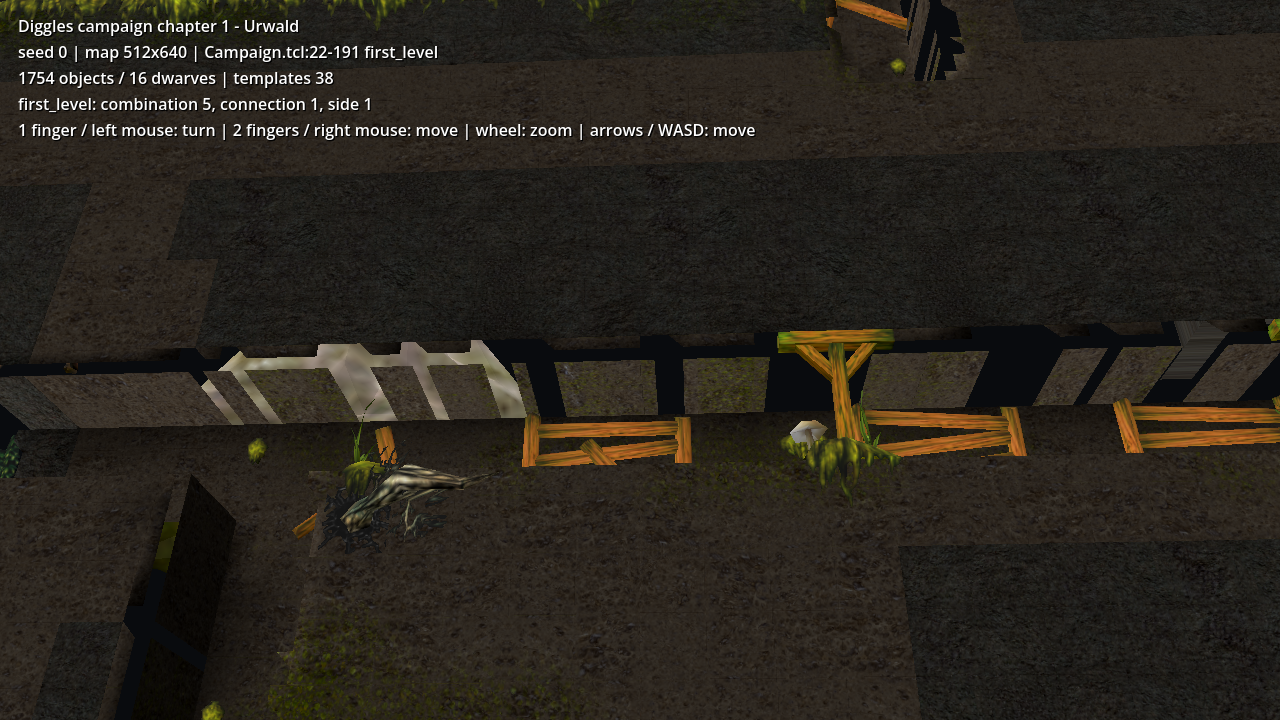 Diggles campaign chapter 1 - Urwald
seed 0 | map 512x640 | Campaign.tcl:22-191 first_level
1754 objects / 16 dwarves | templates 38
first_level: combination 5, connection 1, side 1
1 finger / left mouse: turn | 2 fingers / right mouse: move | wheel: zoom | arrows / WASD: move